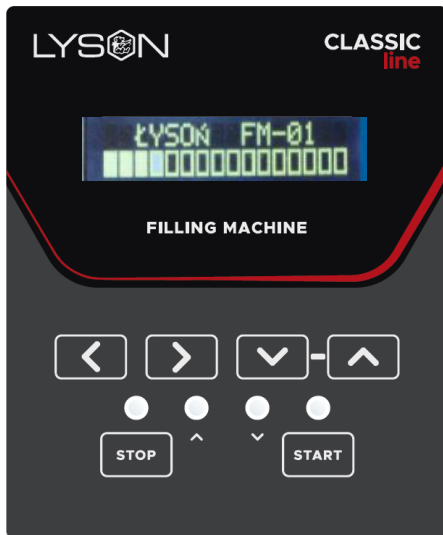 LYSON
CLASSIC
line
ŁYSOŃ FM-01
FILLING MACHINE
STOP
START